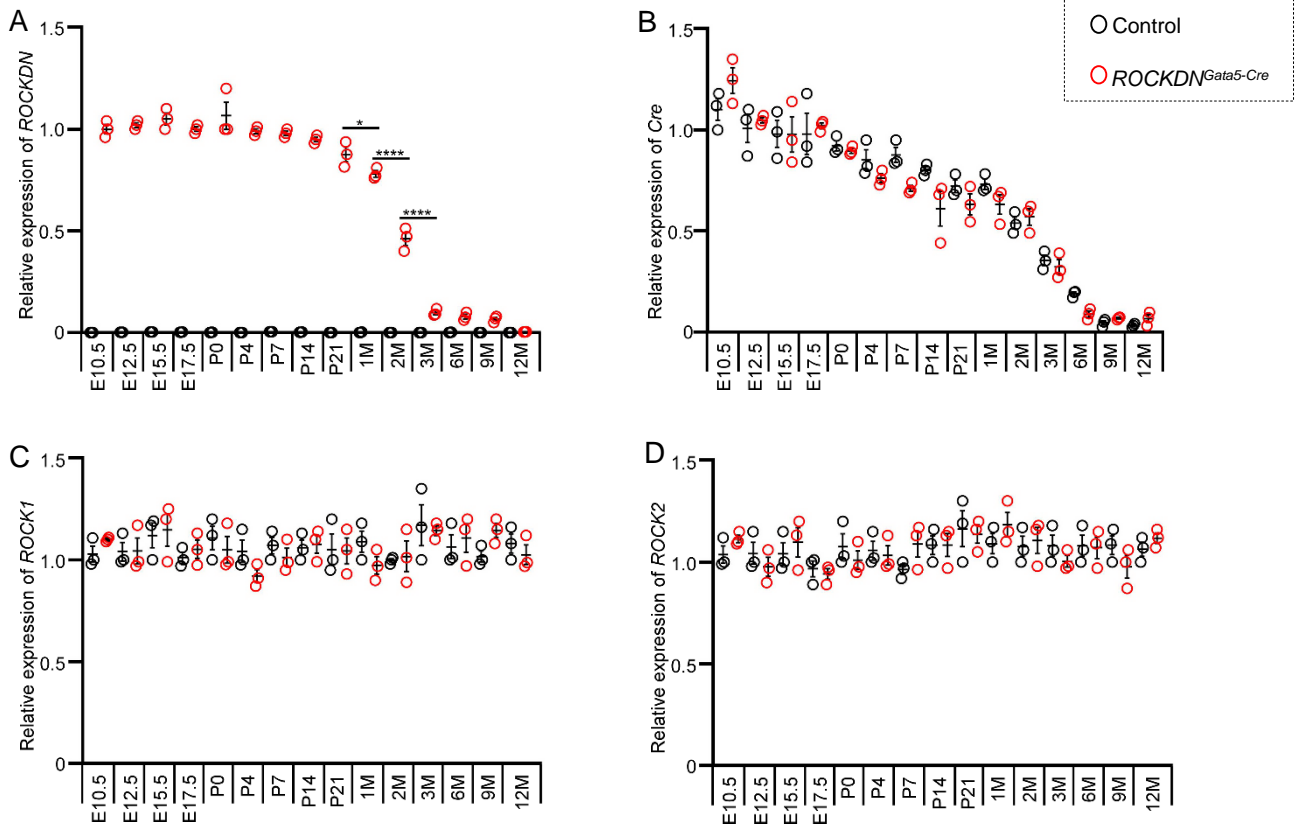 A
Relative expression of ROCKDN
1.5
1.0
0.5
0
*
****
****
E10.5 E12.5 E15.5 E17.5 P0 P4 P7 P14 P21 1M 2M 3M 6M 9M 12M
B
Relative expression of Cre
1.5
1.0
0.5
0
E10.5 E12.5 E15.5 E17.5 P0 P4 P7 P14 P21 1M 2M 3M 6M 9M 12M
Control
ROCKDN^Gata5-Cre
C
Relative expression of ROCK1
1.5
1.0
0.5
0
E10.5 E12.5 E15.5 E17.5 P0 P4 P7 P14 P21 1M 2M 3M 6M 9M 12M
D
Relative expression of ROCK2
1.5
1.0
0.5
0
E10.5 E12.5 E15.5 E17.5 P0 P4 P7 P14 P21 1M 2M 3M 6M 9M 12M